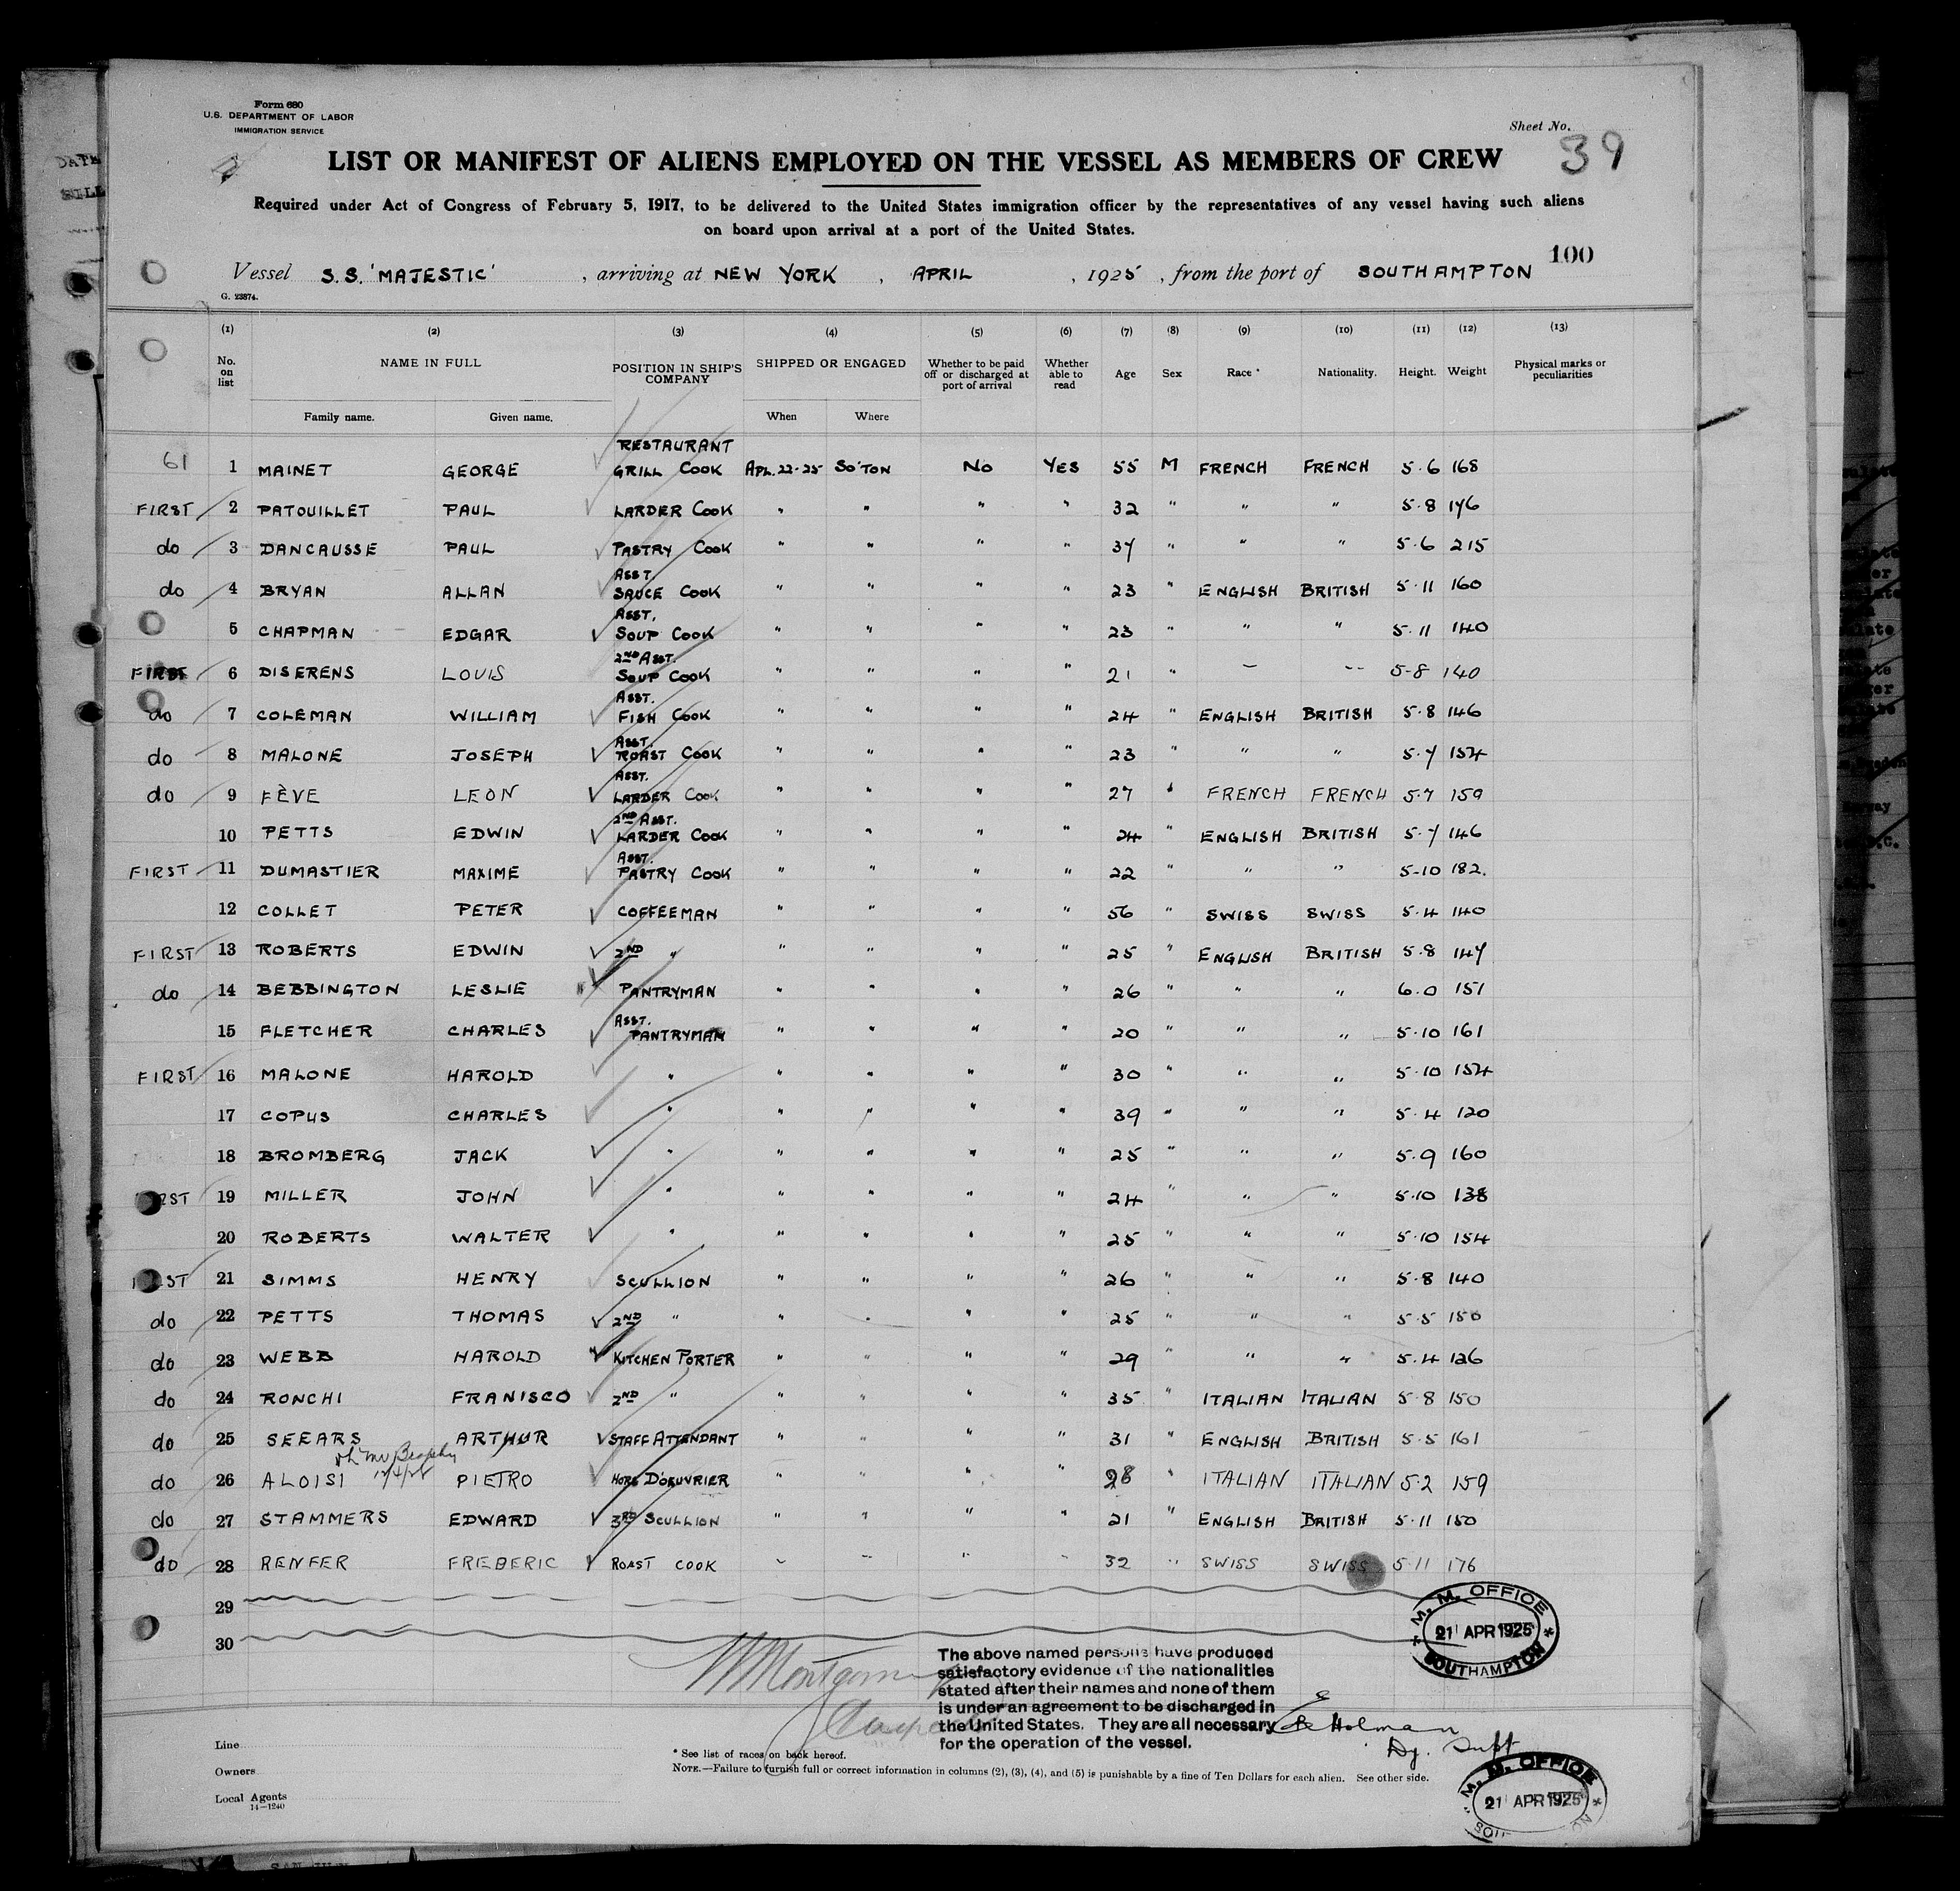 Form 680
U.S. DEPARTMENT OF LABOR
IMMIGRATION SERVICE
Sheet No.
39
LIST OR MANIFEST OF ALIENS EMPLOYED ON THE VESSEL AS MEMBERS OF CREW
Required under Act of Congress of February 5, 1917, to be delivered to the United States immigration officer by the representatives of any vessel having such aliens
on board upon arrival at a port of the United States.
100
Vessel S.S. 'MAJESTIC' , arriving at NEW YORK , APRIL , 1925 , from the port of SOUTHAMPTON
G. 23874.
(1) (2) (3) (4) (5) (6) (7) (8) (9) (10) (11) (12) (13)
No. on list NAME IN FULL POSITION IN SHIP'S COMPANY SHIPPED OR ENGAGED Whether to be paid off or discharged at port of arrival Whether able to read Age Sex Race * Nationality. Height. Weight Physical marks or peculiarities
Family name. Given name. When Where
61 1 MAINET GEORGE RESTAURANT GRILL COOK APL. 22-25 SO'TON NO YES 55 M FRENCH FRENCH 5.6 168
FIRST 2 PATOUILLET PAUL LARDER COOK " " " " 32 " " " 5.8 176
do 3 DANCAUSSE PAUL PASTRY COOK " " " " 37 " " " 5.6 215
do 4 BRYAN ALLAN ASST. SAUCE COOK " " " " 23 " ENGLISH BRITISH 5.11 160
5 CHAPMAN EDGAR ASST. SOUP COOK " " " " 23 " " " 5.11 140
FIRST 6 DISERENS LOUIS 2ND ASST. SOUP COOK " " " " 21 " - -- 5-8 140
do 7 COLEMAN WILLIAM ASST. FISH COOK " " " " 24 " ENGLISH BRITISH 5.8 146
do 8 MALONE JOSEPH ASST. ROAST COOK " " " " 23 " " " 5.7 154
do 9 FÈVE LEON ASST. LARDER COOK " " " " 27 " FRENCH FRENCH 5.7 159
10 PETTS EDWIN 2ND ASST. LARDER COOK " " " " 24 " ENGLISH BRITISH 5.7 146
FIRST 11 DUMASTIER MAXIME ASST. PASTRY COOK " " " " 22 " " " 5-10 182.
12 COLLET PETER COFFEEMAN " " " " 56 " SWISS SWISS 5.4 140
FIRST 13 ROBERTS EDWIN 2ND " " " " " 25 " ENGLISH BRITISH 5.8 147
do 14 BEBBINGTON LESLIE PANTRYMAN " " " " 26 " " " 6.0 151
15 FLETCHER CHARLES ASST. PANTRYMAN " " " " 20 " " " 5.10 161
FIRST 16 MALONE HAROLD " " " " " 30 " " " 5.10 154
17 COPUS CHARLES " " " " " 39 " " " 5.4 120
18 BROMBERG JACK " " " " " 25 " " " 5.9 160
RST 19 MILLER JOHN " " " " " 24 " " " 5.10 138
20 ROBERTS WALTER " " " " " 25 " " " 5.10 154
ST 21 SIMMS HENRY SCULLION " " " " 26 " " " 5.8 140
do 22 PETTS THOMAS 2ND " " " " " 25 " " " 5.5 150
do 23 WEBB HAROLD KITCHEN PORTER " " " " 29 " " " 5.4 126
do 24 RONCHI FRANISCO 2ND " " " " " 35 " ITALIAN ITALIAN 5.8 150
do 25 SEEARS ARTHUR STAFF ATTENDANT " " " " 31 " ENGLISH BRITISH 5.5 161
do 26 ALOISI PIETRO HORS D'OEUVRIER " " " " 28 " ITALIAN ITALIAN 5.2 159
do 27 STAMMERS EDWARD 3RD SCULLION " " " " 21 " ENGLISH BRITISH 5.11 150
do 28 RENFER FREBERIC ROAST COOK " " " " 32 " SWISS SWISS 5.11 176
29
30
M. M. OFFICE
21 APR 1925
SOUTHAMPTON
The above named persons have produced
satisfactory evidence of the nationalities
stated after their names and none of them
is under an agreement to be discharged in
the United States. They are all necessary
for the operation of the vessel.
Holman
Dy. Supt
Line
Owners
Local Agents
14-1240
* See list of races on back hereof.
NOTE.—Failure to furnish full or correct information in columns (2), (3), (4), and (5) is punishable by a fine of Ten Dollars for each alien. See other side.
M. M. OFFICE
21 APR 1925